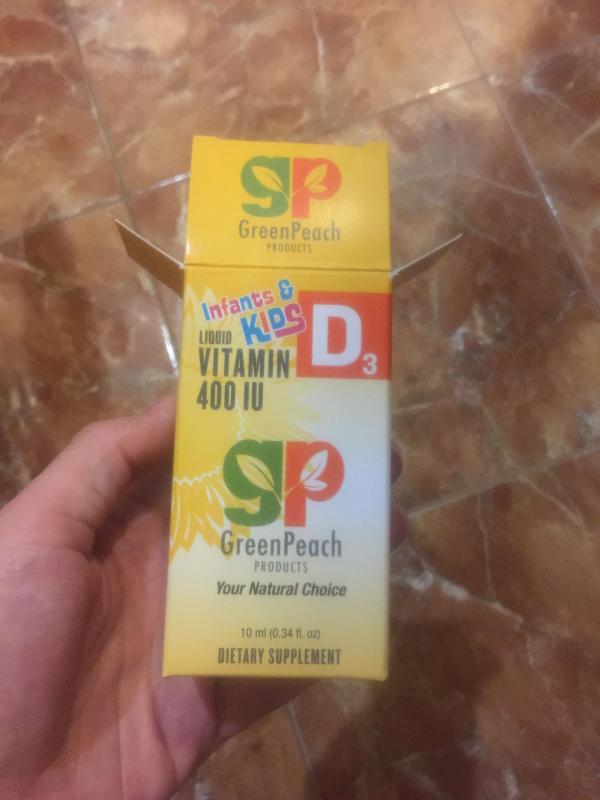 gp
GreenPeach
PRODUCTS
Infants &
KIDS
LIQUID
VITAMIN
400 IU
D3
gp
GreenPeach
PRODUCTS
Your Natural Choice
10 ml (0.34 fl. oz)
DIETARY SUPPLEMENT